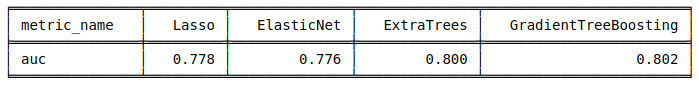 metric_name Lasso ElasticNet ExtraTrees GradientTreeBoosting
auc 0.778 0.776 0.800 0.802